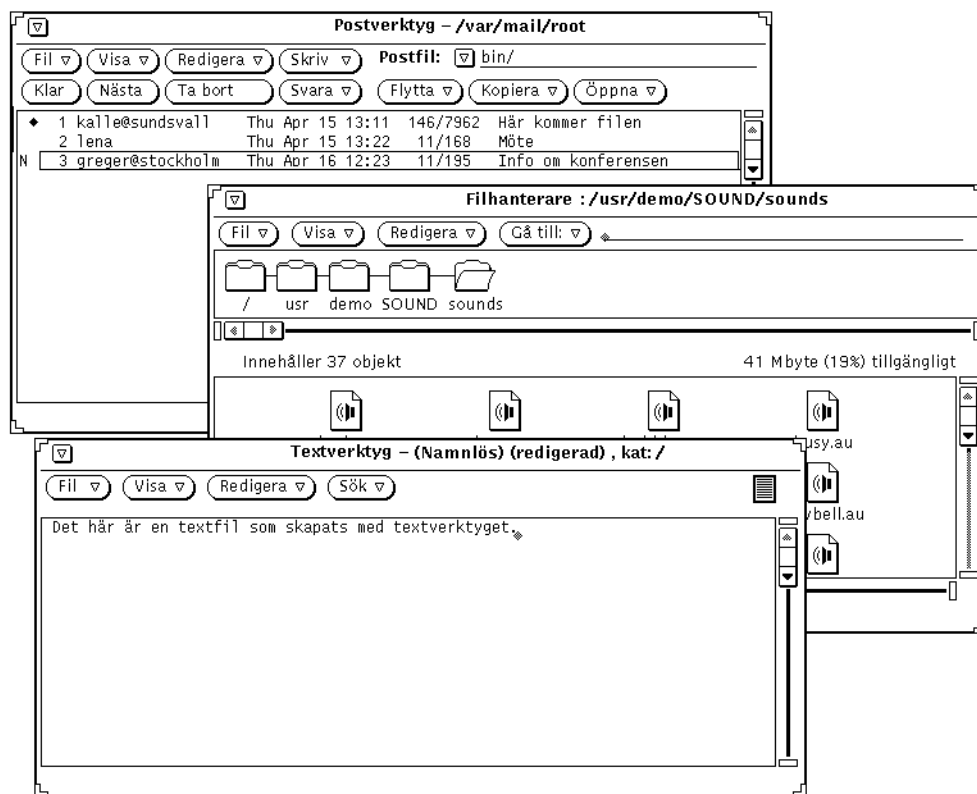 Postverktyg – /var/mail/root
Fil Visa Redigera Skriv Postfil: bin/
Klar Nästa Ta bort Svara Flytta Kopiera Öppna
1 kalle@sundsvall Thu Apr 15 13:11 146/7962 Här kommer filen
2 lena Thu Apr 15 13:22 11/168 Möte
N 3 greger@stockholm Thu Apr 16 12:23 11/195 Info om konferensen
Filhanterare : /usr/demo/SOUND/sounds
Fil Visa Redigera Gå till:
/ usr demo SOUND sounds
Innehåller 37 objekt 41 Mbyte (19%) tillgängligt
usy.au
bell.au
Textverktyg – (Namnlös) (redigerad) , kat: /
Fil Visa Redigera Sök
Det här är en textfil som skapats med textverktyget.